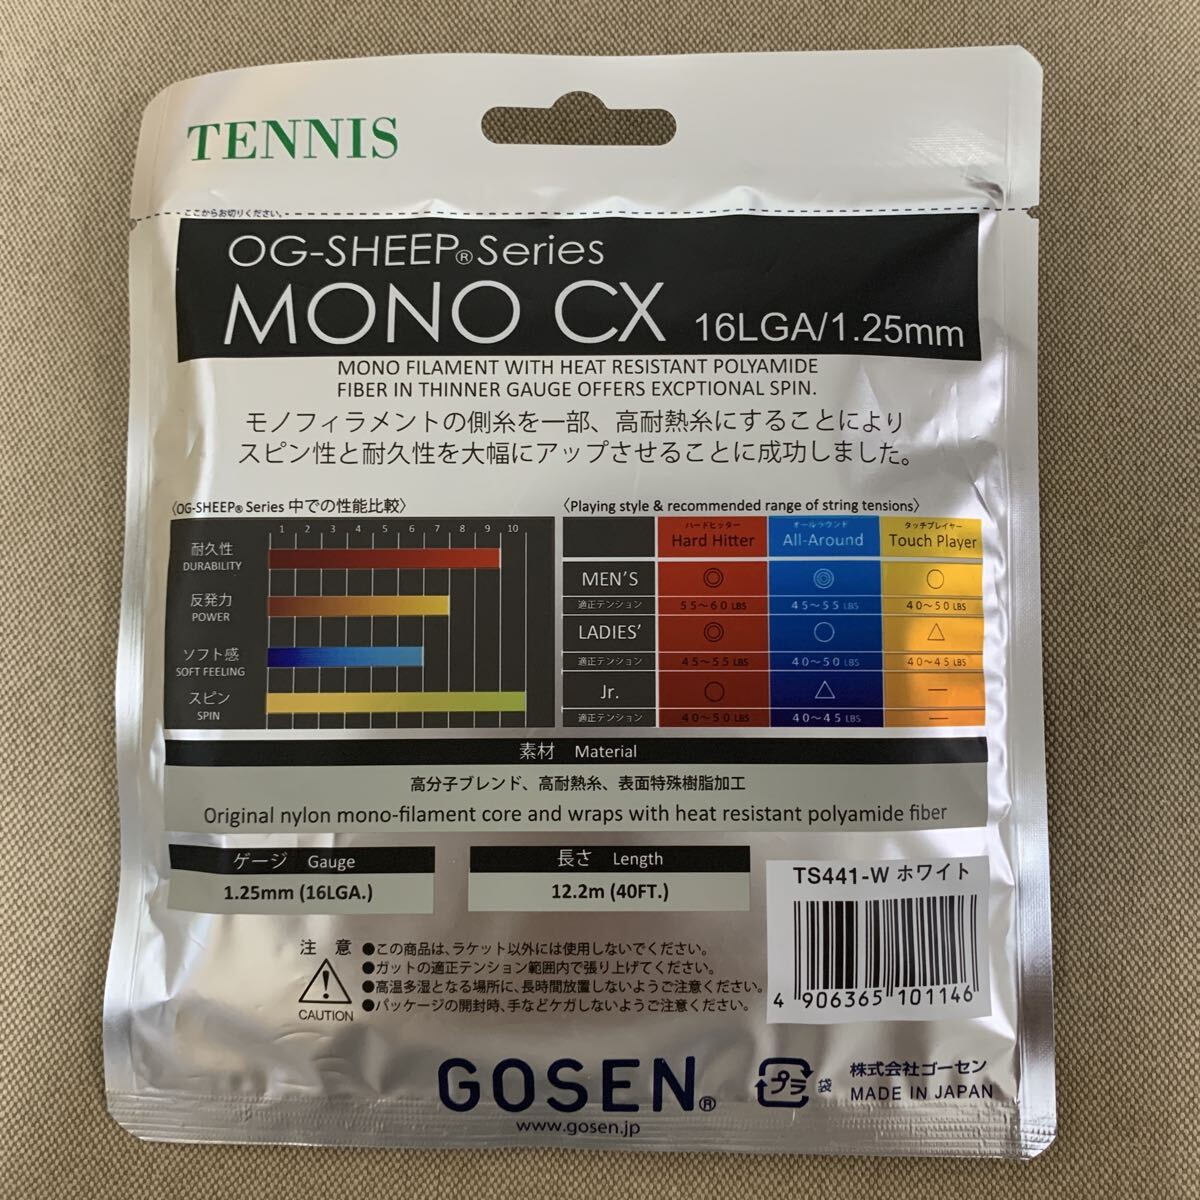 TENNIS
ここからお切りください。
OG-SHEEP® Series
MONO CX 16LGA/1.25mm
MONO FILAMENT WITH HEAT RESISTANT POLYAMIDE
FIBER IN THINNER GAUGE OFFERS EXCPTIONAL SPIN.
モノフィラメントの側糸を一部、高耐熱糸にすることにより
スピン性と耐久性を大幅にアップさせることに成功しました。
〈OG-SHEEP® Series 中での性能比較〉
1 2 3 4 5 6 7 8 9 10
耐久性
DURABILITY
反発力
POWER
ソフト感
SOFT FEELING
スピン
SPIN
〈Playing style & recommended range of string tensions〉
ハードヒッター オールラウンド タッチプレイヤー
Hard Hitter All-Around Touch Player
MEN'S ◎ ◎ ○
適正テンション 55～60 LBS 45～55 LBS 40～50 LBS
LADIES' ◎ ○ △
適正テンション 45～55 LBS 40～50 LBS 40～45 LBS
Jr. ○ △ —
適正テンション 40～50 LBS 40～45 LBS —
素材 Material
高分子ブレンド、高耐熱糸、表面特殊樹脂加工
Original nylon mono-filament core and wraps with heat resistant polyamide fiber
ゲージ Gauge
1.25mm (16LGA.)
長さ Length
12.2m (40FT.)
TS441-W ホワイト
4 906365 101146
注 意
CAUTION
●この商品は、ラケット以外には使用しないでください。
●ガットの適正テンション範囲内で張り上げてください。
●高温多湿となる場所に、長時間放置しないようご注意ください。
●パッケージの開封時、手などケガしないようご注意ください。
GOSEN®
www.gosen.jp
プラ 袋
株式会社ゴーセン
MADE IN JAPAN